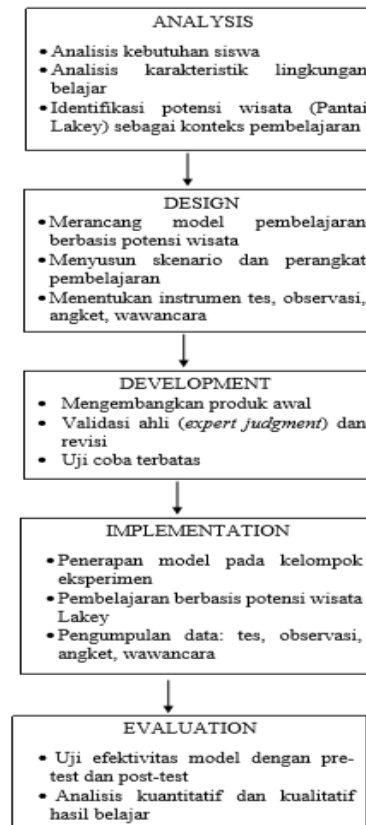 ANALYSIS
• Analisis kebutuhan siswa
• Analisis karakteristik lingkungan
belajar
• Identifikasi potensi wisata (Pantai
Lakey) sebagai konteks pembelajaran
DESIGN
• Merancang model pembelajaran
berbasis potensi wisata
• Menyusun skenario dan perangkat
pembelajaran
• Menentukan instrumen tes, observasi,
angket, wawancara
DEVELOPMENT
• Mengembangkan produk awal
• Validasi ahli (expert judgment) dan
revisi
• Uji coba terbatas
IMPLEMENTATION
• Penerapan model pada kelompok
eksperimen
• Pembelajaran berbasis potensi wisata
Lakey
• Pengumpulan data: tes, observasi,
angket, wawancara
EVALUATION
• Uji efektivitas model dengan pre-
test dan post-test
• Analisis kuantitatif dan kualitatif
hasil belajar